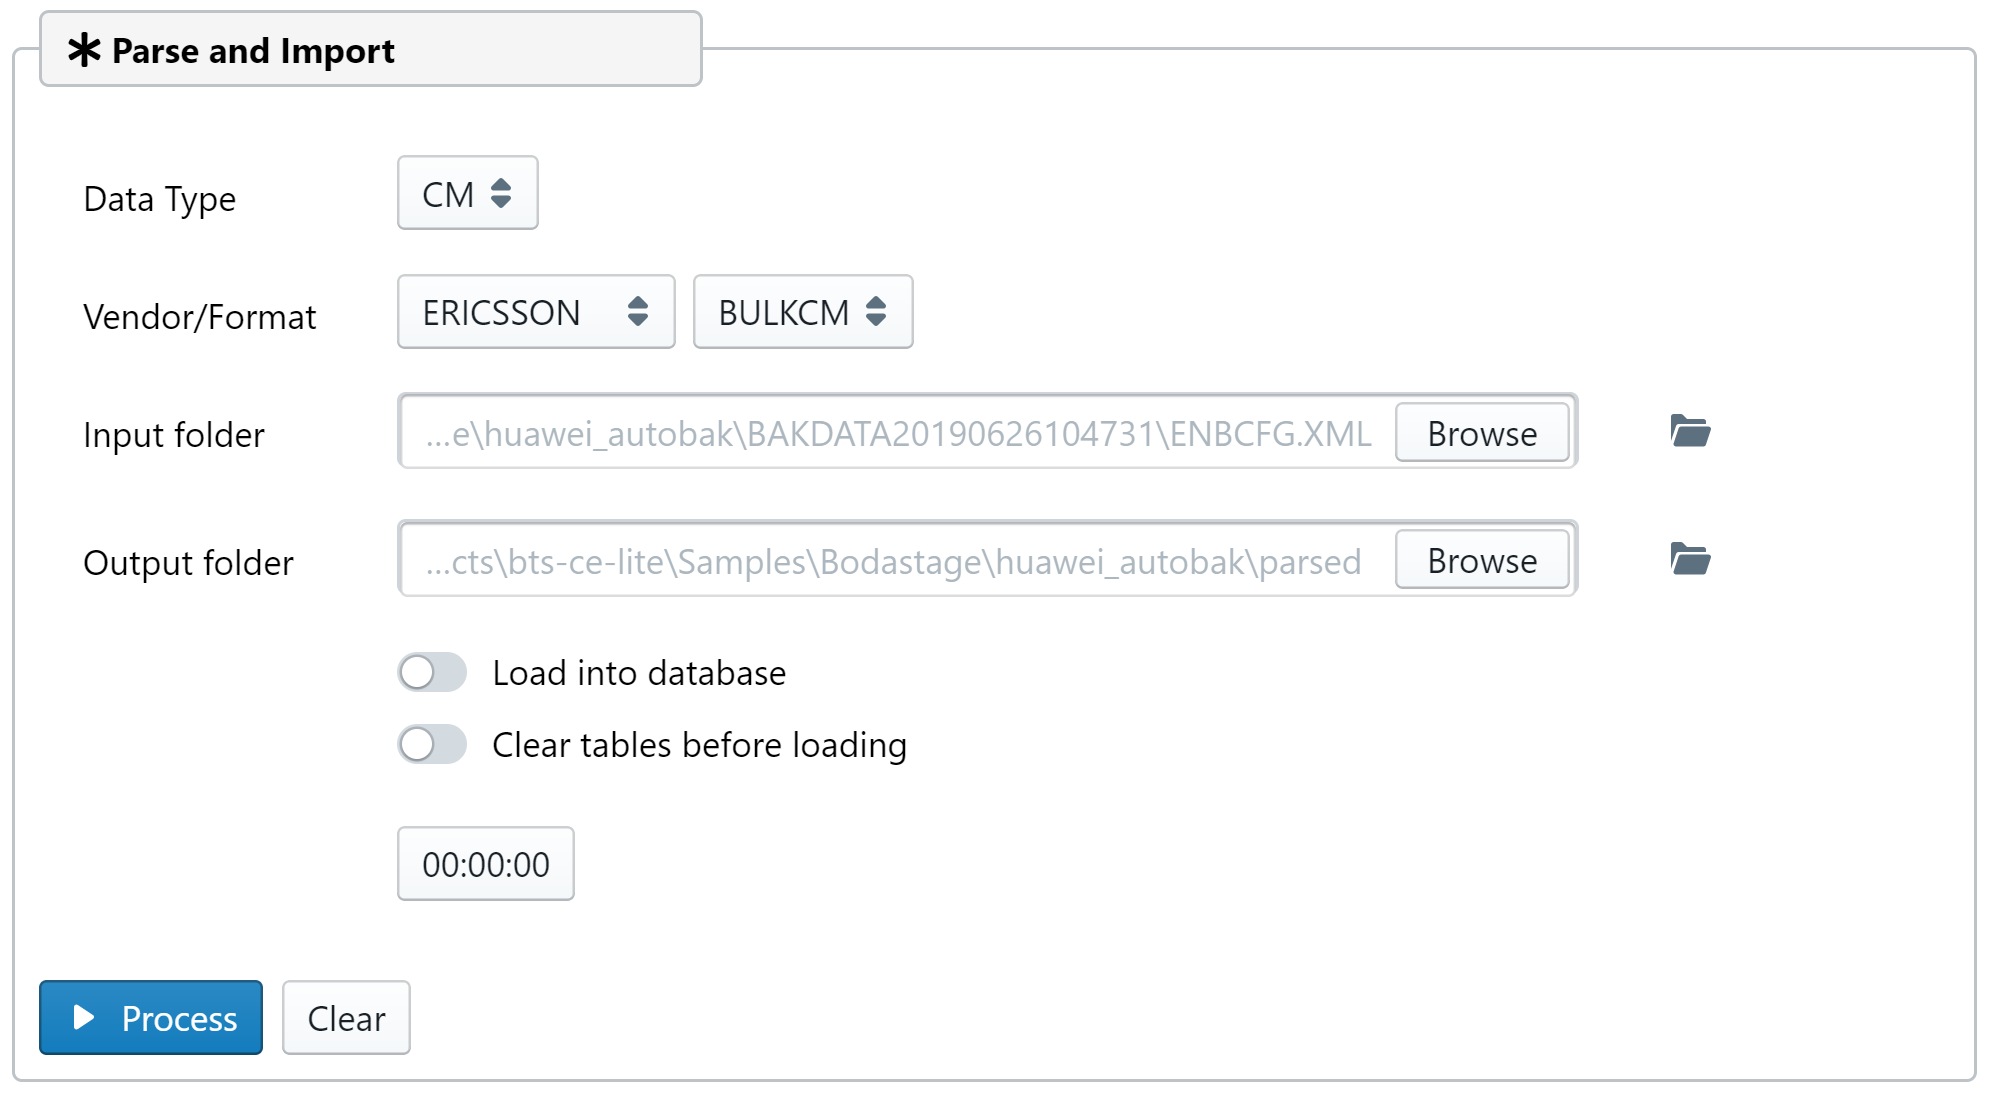 Parse and Import
Data Type CM
Vendor/Format ERICSSON BULKCM
Input folder ...e\huawei_autobak\BAKDATA20190626104731\ENBCFG.XML Browse
Output folder ...cts\bts-ce-lite\Samples\Bodastage\huawei_autobak\parsed Browse
Load into database
Clear tables before loading
00:00:00
Process Clear